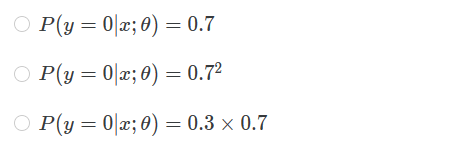 P(y = 0|x; θ) = 0.7
P(y = 0|x; θ) = 0.7²
P(y = 0|x; θ) = 0.3 × 0.7